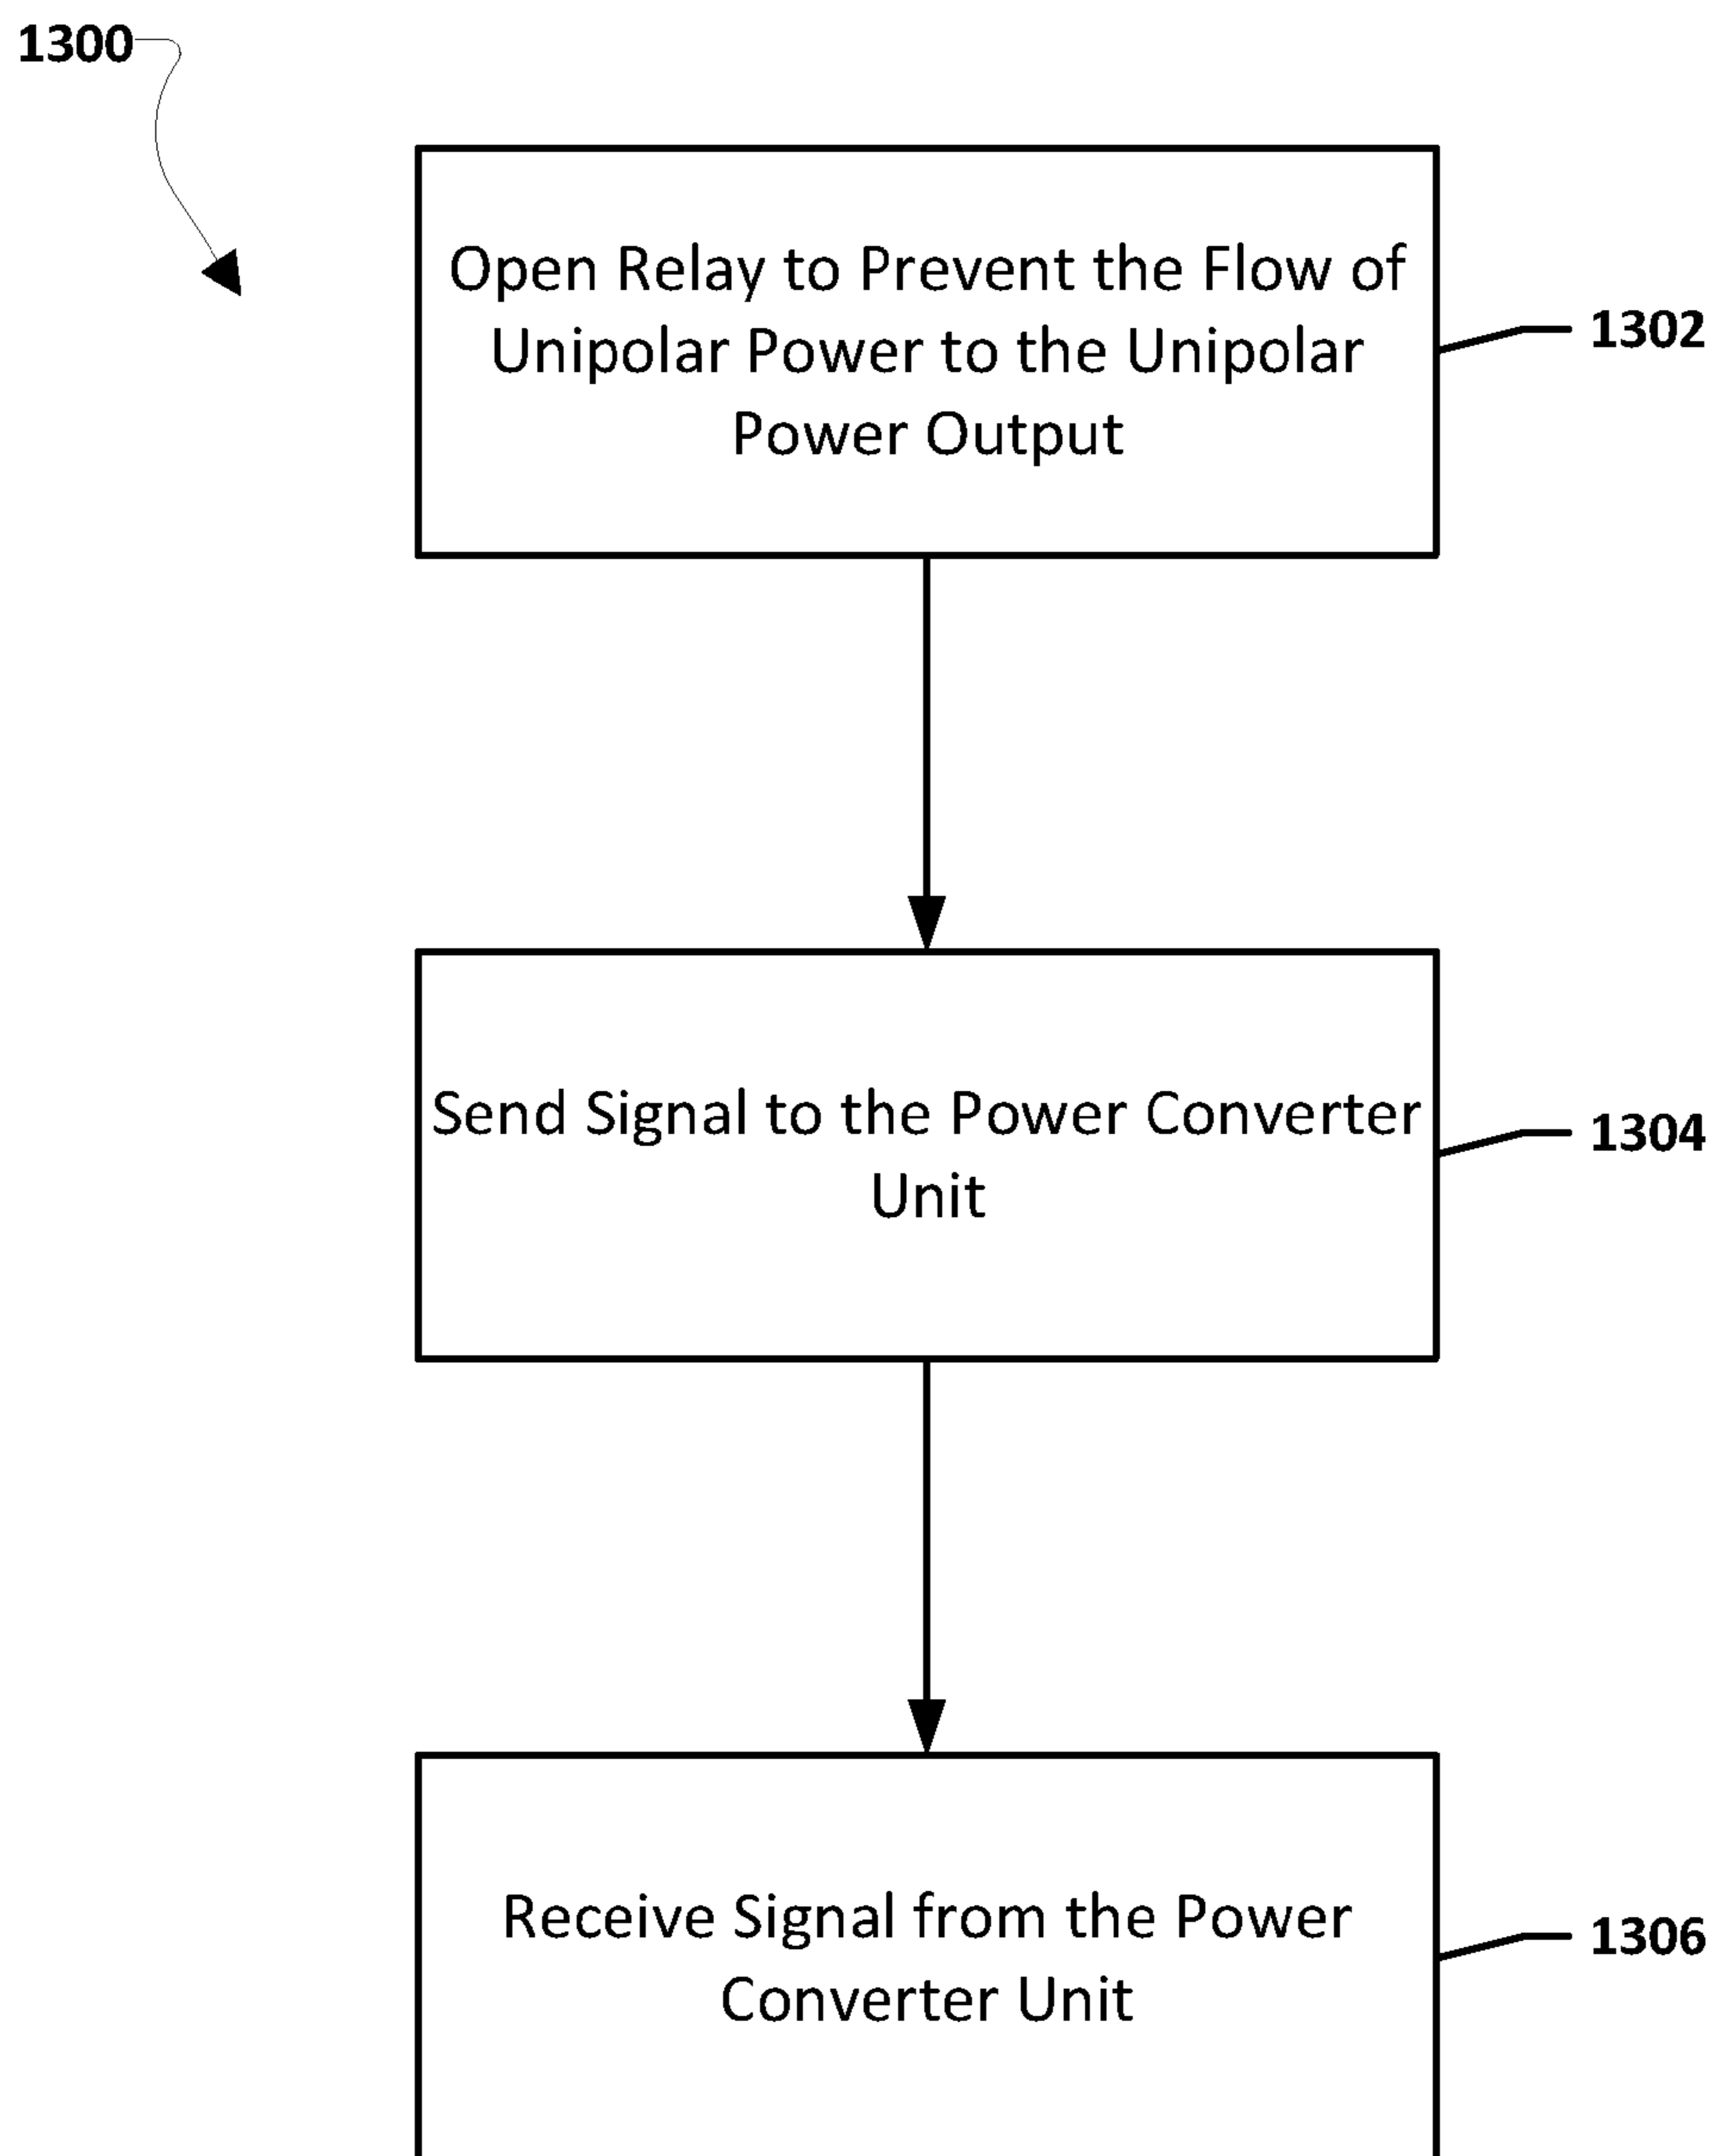 1300
Open Relay to Prevent the Flow of
Unipolar Power to the Unipolar
Power Output
1302
Send Signal to the Power Converter
Unit
1304
Receive Signal from the Power
Converter Unit
1306